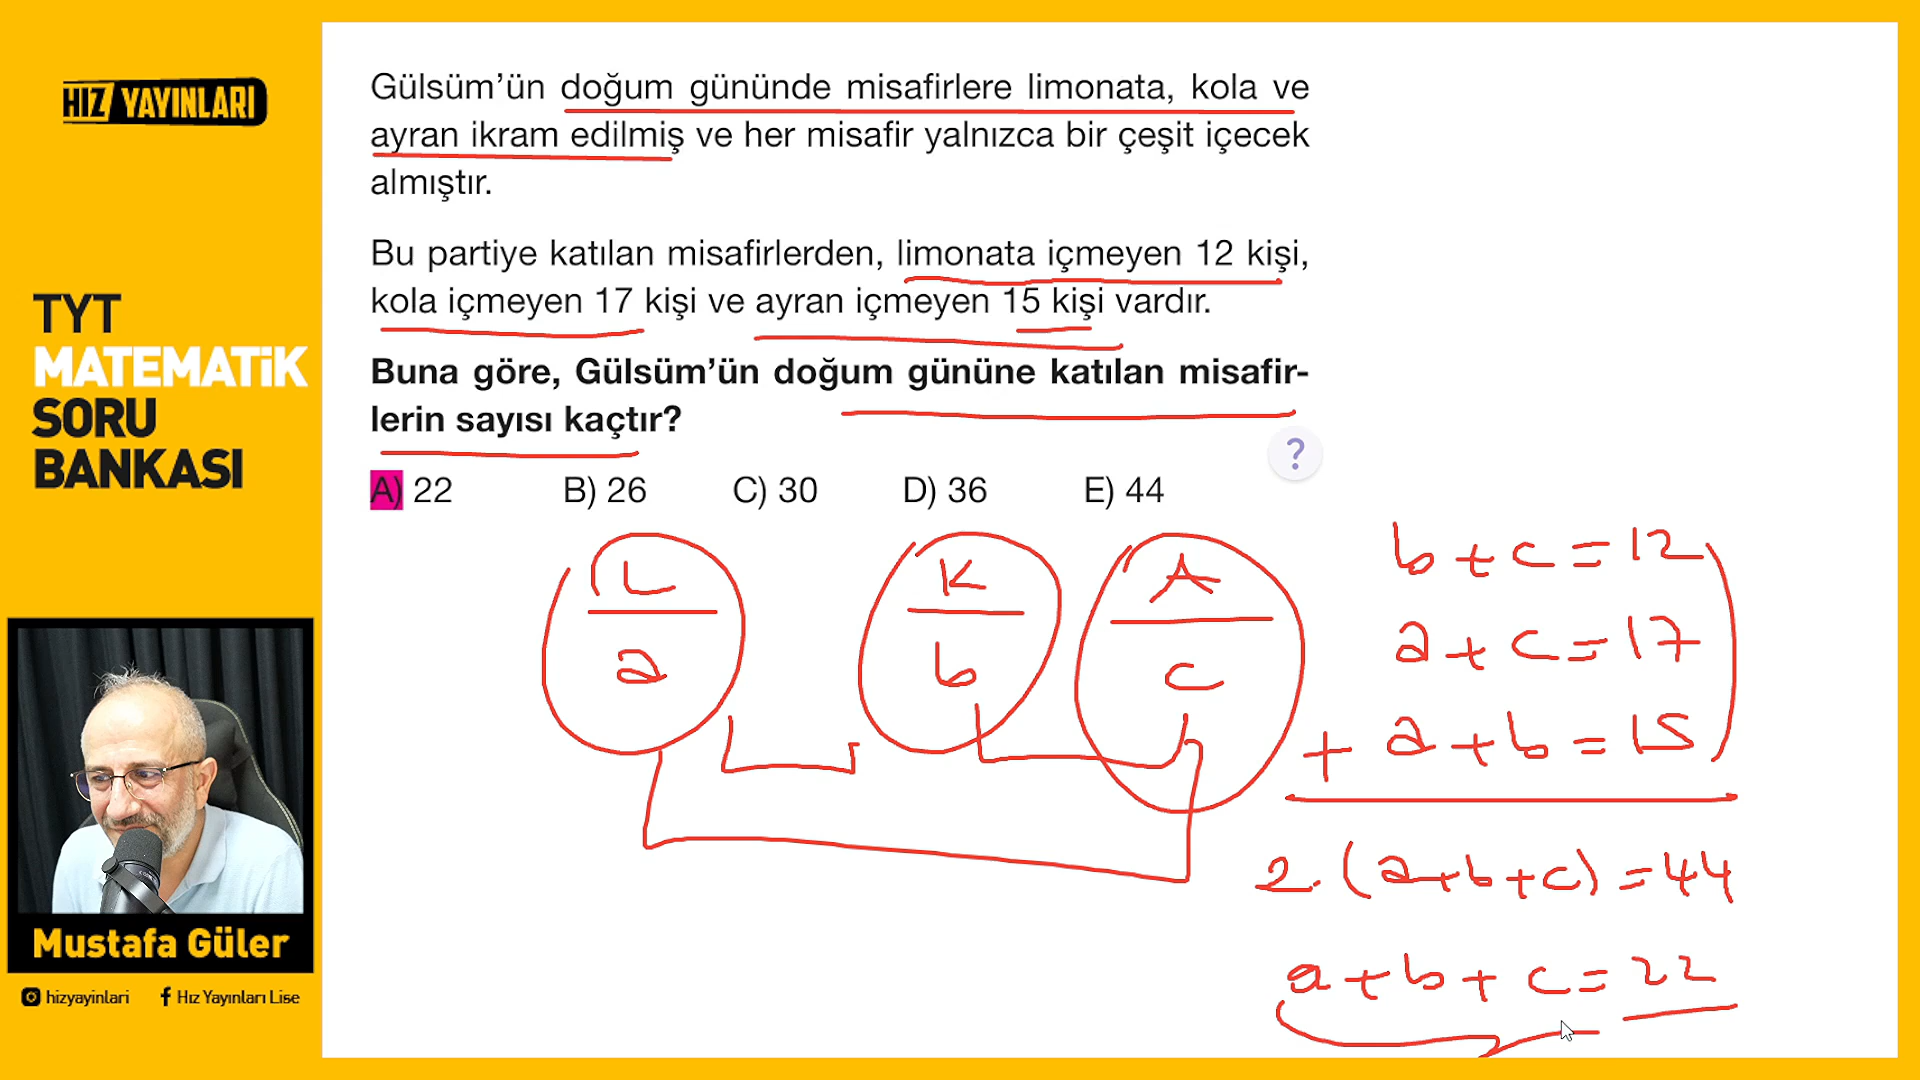 HIZ YAYINLARI
TYT
MATEMATİK
SORU
BANKASI
Mustafa Güler
hizyayinlari
Hız Yayınları Lise
Gülsüm’ün doğum gününde misafirlere limonata, kola ve
ayran ikram edilmiş ve her misafir yalnızca bir çeşit içecek
almıştır.
Bu partiye katılan misafirlerden, limonata içmeyen 12 kişi,
kola içmeyen 17 kişi ve ayran içmeyen 15 kişi vardır.
Buna göre, Gülsüm’ün doğum gününe katılan misafir-
lerin sayısı kaçtır?
?
A) 22 B) 26 C) 30 D) 36 E) 44
L K A
a b c
b + c = 12
a + c = 17
+ a + b = 15
2. (a+b+c) = 44
a + b + c = 22